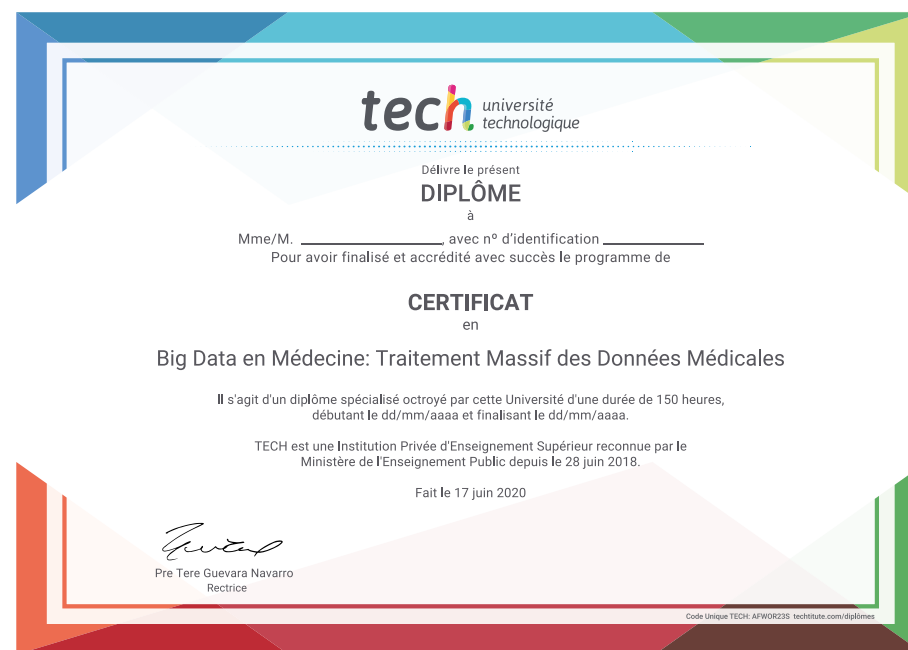 tech université
technologique
Délivre le présent
DIPLÔME
à
Mme/M. ____________________, avec nº d'identification ______________
Pour avoir finalisé et accrédité avec succès le programme de
CERTIFICAT
en
Big Data en Médecine: Traitement Massif des Données Médicales
Il s'agit d'un diplôme spécialisé octroyé par cette Université d'une durée de 150 heures,
débutant le dd/mm/aaaa et finalisant le dd/mm/aaaa.
TECH est une Institution Privée d'Enseignement Supérieur reconnue par le
Ministère de l'Enseignement Public depuis le 28 juin 2018.
Fait le 17 juin 2020
Pre Tere Guevara Navarro
Rectrice
Code Unique TECH: AFWOR23S techtitute.com/diplômes